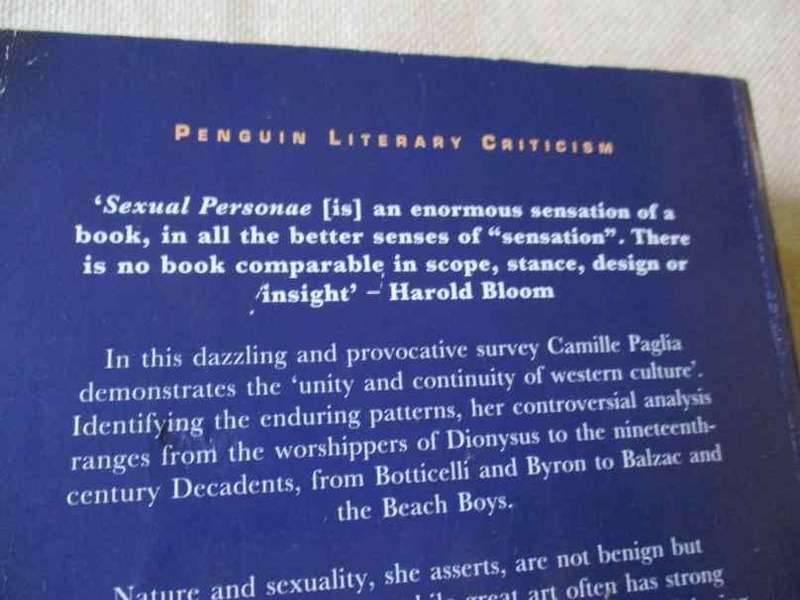 PENGUIN LITERARY CRITICISM
'Sexual Personae [is] an enormous sensation of a
book, in all the better senses of "sensation". There
is no book comparable in scope, stance, design or
insight' – Harold Bloom
In this dazzling and provocative survey Camille Paglia
demonstrates the 'unity and continuity of western culture'.
Identifying the enduring patterns, her controversial analysis
ranges from the worshippers of Dionysus to the nineteenth-
century Decadents, from Botticelli and Byron to Balzac and
the Beach Boys.
Nature and sexuality, she asserts, are not benign but
great art often has strong